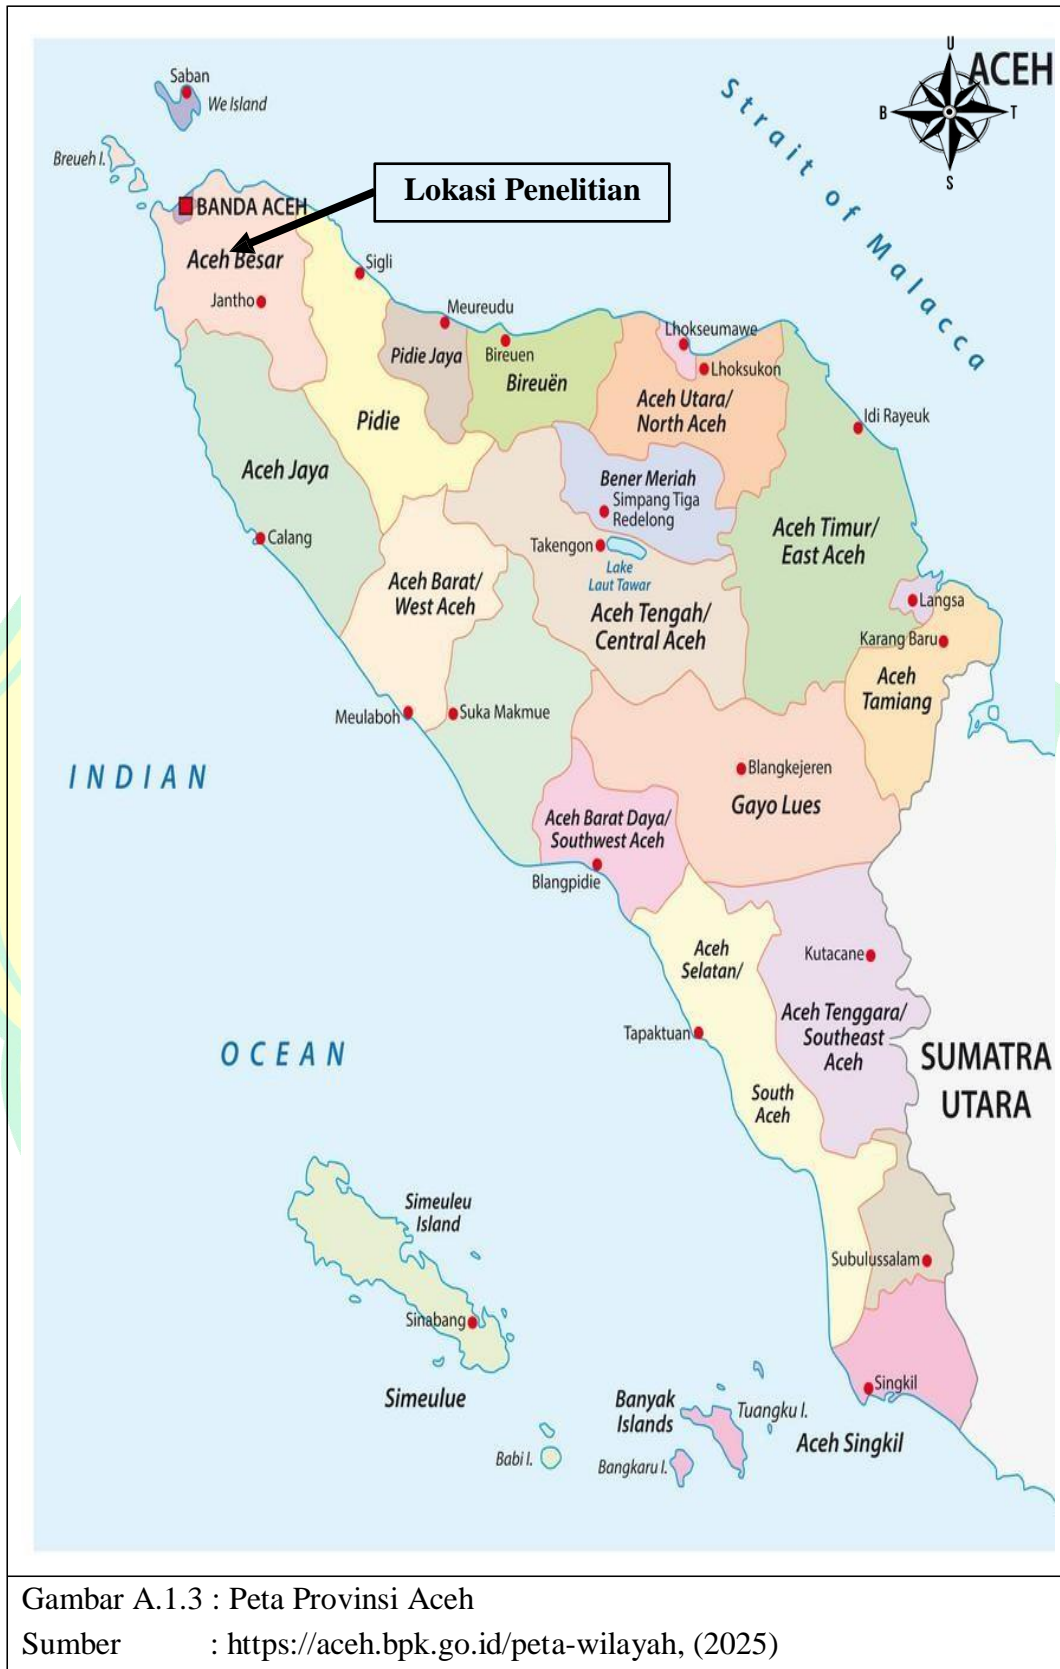 U
ACEH
B
T
S
Saban
We Island
Breueh I.
Strait of Malacca
Lokasi Penelitian
BANDA ACEH
Aceh Besar
Jantho
Sigli
Meureudu
Pidie Jaya
Bireuen
Bireuën
Lhokseumawe
Lhoksukon
Aceh Utara/
North Aceh
Idi Rayeuk
Pidie
Aceh Jaya
Calang
Bener Meriah
Simpang Tiga
Redelong
Takengon
Lake
Laut Tawar
Aceh Timur/
East Aceh
Aceh Barat/
West Aceh
Aceh Tengah/
Central Aceh
Langsa
Karang Baru
Aceh
Tamiang
Meulaboh
Suka Makmue
INDIAN
Blangkejeren
Gayo Lues
Aceh Barat Daya/
Southwest Aceh
Blangpidie
Aceh
Selatan/
Kutacane
Tapaktuan
Aceh Tenggara/
Southeast
Aceh
OCEAN
SUMATRA
UTARA
South
Aceh
Simeuleu
Island
Subulussalam
Sinabang
Simeulue
Singkil
Banyak
Islands
Tuangku I.
Aceh Singkil
Babi I.
Bangkaru I.
Gambar A.1.3 : Peta Provinsi Aceh
Sumber : https://aceh.bpk.go.id/peta-wilayah, (2025)